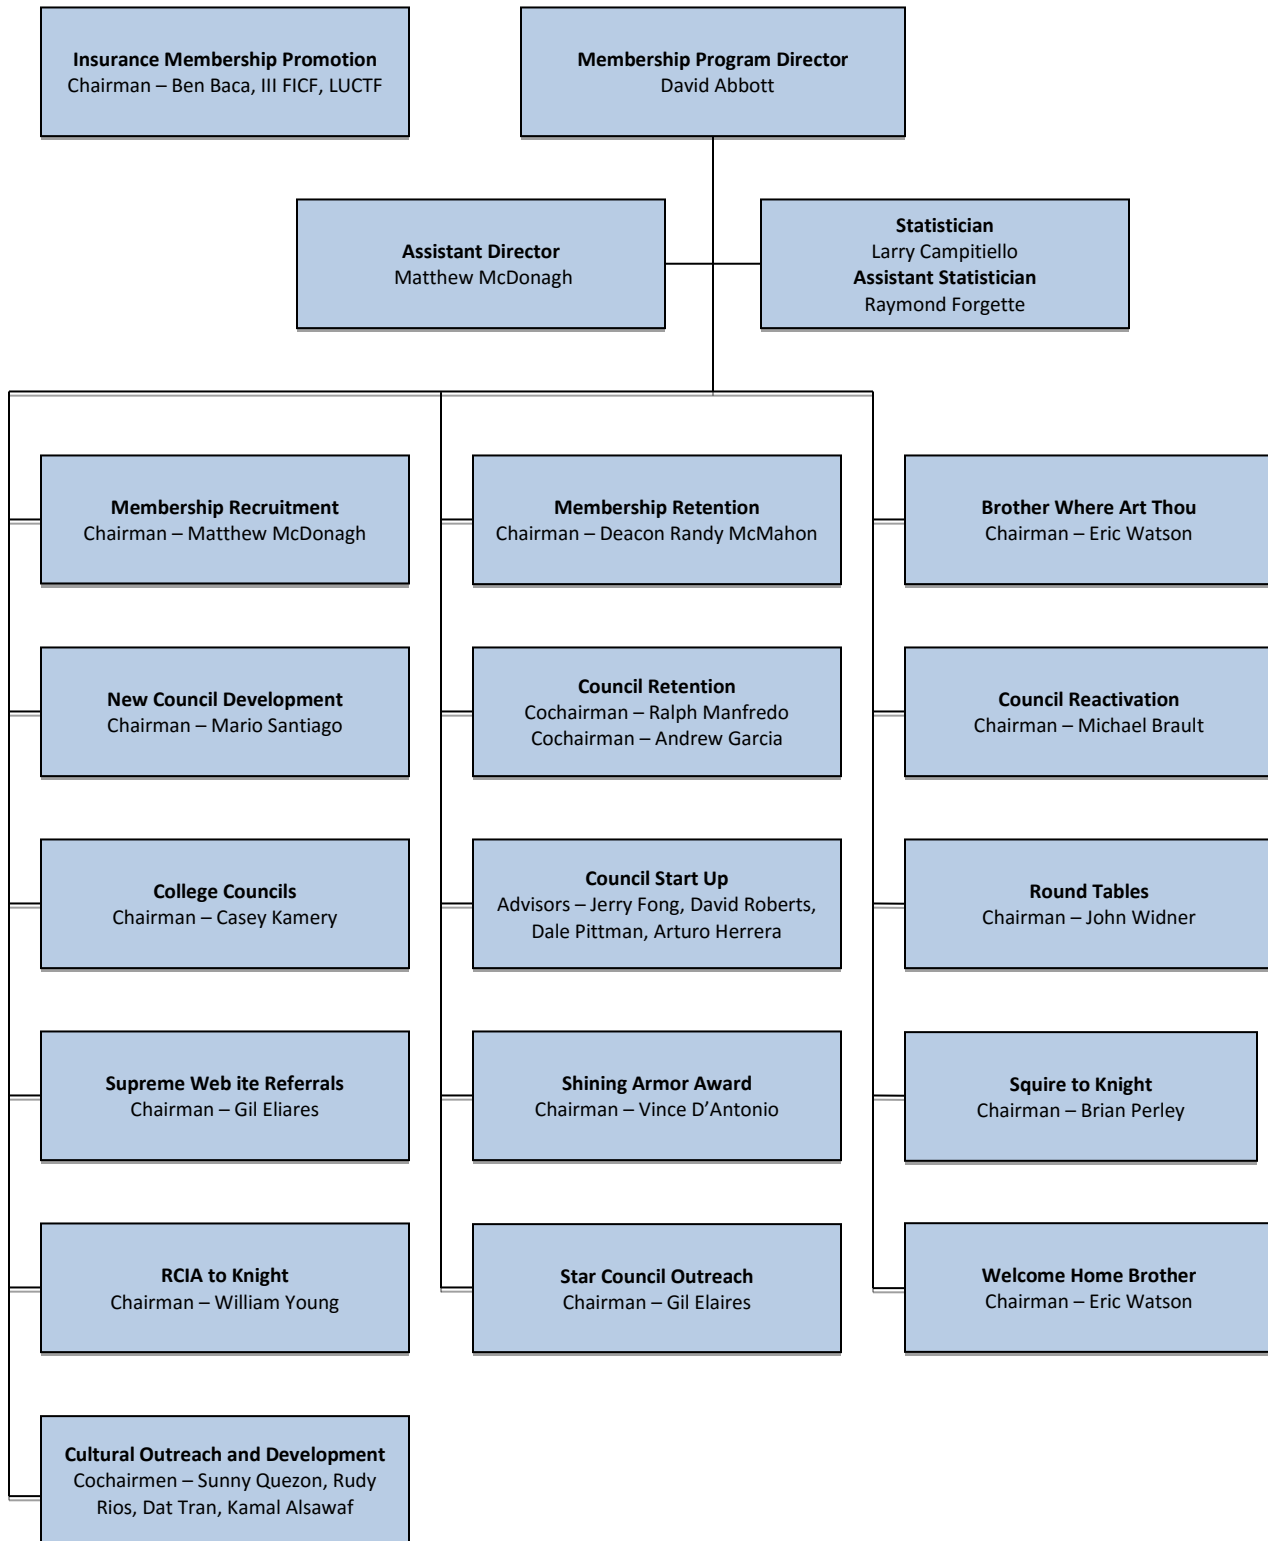 Insurance Membership Promotion
Chairman – Ben Baca, III FICF, LUCTF
Membership Program Director
David Abbott
Assistant Director
Matthew McDonagh
Statistician
Larry Campitiello
Assistant Statistician
Raymond Forgette
Membership Recruitment
Chairman – Matthew McDonagh
Membership Retention
Chairman – Deacon Randy McMahon
Brother Where Art Thou
Chairman – Eric Watson
New Council Development
Chairman – Mario Santiago
Council Retention
Cochairman – Ralph Manfredo
Cochairman – Andrew Garcia
Council Reactivation
Chairman – Michael Brault
College Councils
Chairman – Casey Kamery
Council Start Up
Advisors – Jerry Fong, David Roberts,
Dale Pittman, Arturo Herrera
Round Tables
Chairman – John Widner
Supreme Web ite Referrals
Chairman – Gil Eliares
Shining Armor Award
Chairman – Vince D’Antonio
Squire to Knight
Chairman – Brian Perley
RCIA to Knight
Chairman – William Young
Star Council Outreach
Chairman – Gil Elaires
Welcome Home Brother
Chairman – Eric Watson
Cultural Outreach and Development
Cochairmen – Sunny Quezon, Rudy
Rios, Dat Tran, Kamal Alsawaf